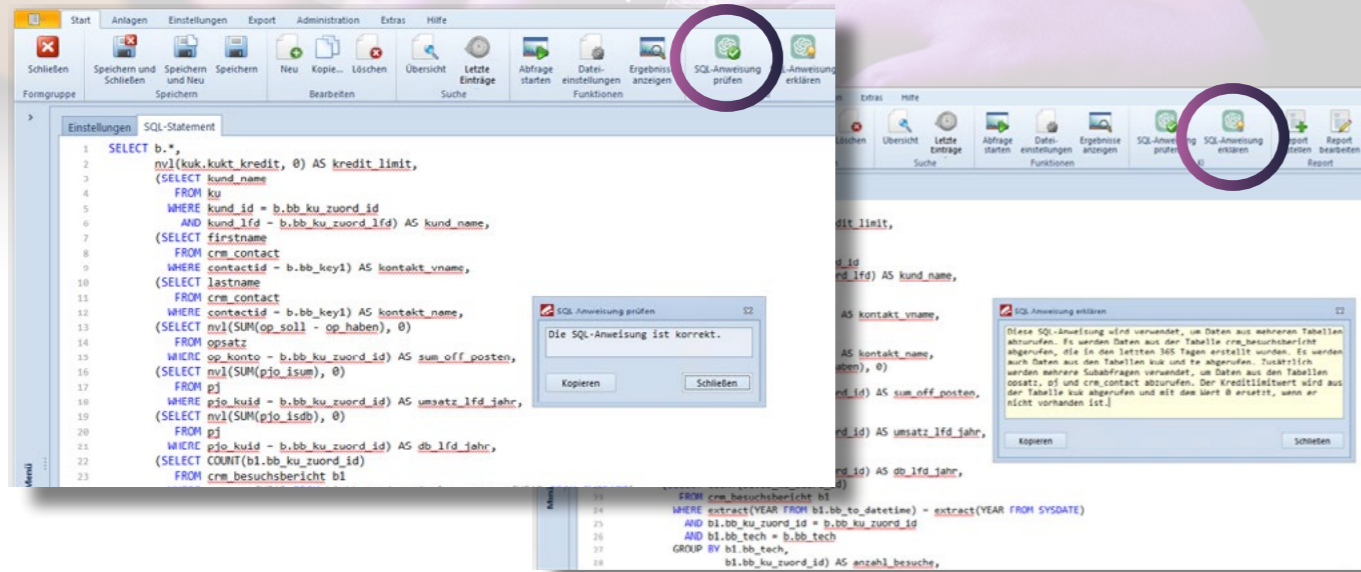 Start Anlagen Einstellungen Export Administration Extras Hilfe
Schließen
Speichern und Schließen
Speichern und Neu
Speichern
Neu
Kopie...
Löschen
Übersicht
Letzte Einträge
Abfrage starten
Datei-einstellungen
Ergebnisse anzeigen
SQL-Anweisung prüfen
L-Anweisung erklären
Formgruppe Speichern Bearbeiten Suche Funktionen
Einstellungen SQL-Statement
1 SELECT b.*,
2 nvl(kuk.kukt_kredit, 0) AS kredit_limit,
3 (SELECT kund_name
4 FROM ku
5 WHERE kund_id = b.bb_ku_zuord_id
6 AND kund_lfd = b.bb_ku_zuord_lfd) AS kund_name,
7 (SELECT firstname
8 FROM crm_contact
9 WHERE contactid = b.bb_key1) AS kontakt_vname,
10 (SELECT lastname
11 FROM crm_contact
12 WHERE contactid = b.bb_key1) AS kontakt_name,
13 (SELECT nvl(SUM(op_soll - op_haben), 0)
14 FROM opsatz
15 WHERE op_konto = b.bb_ku_zuord_id) AS sum_off_posten,
16 (SELECT nvl(SUM(pjo_isum), 0)
17 FROM pj
18 WHERE pjo_kuid = b.bb_ku_zuord_id) AS umsatz_lfd_jahr,
19 (SELECT nvl(SUM(pjo_isdb), 0)
20 FROM pj
21 WHERE pjo_kuid = b.bb_ku_zuord_id) AS db_lfd_jahr,
22 (SELECT COUNT(b1.bb_ku_zuord_id)
23 FROM crm_besuchsbericht b1
Menü
SQL Anweisung prüfen
Die SQL-Anweisung ist korrekt.
Kopieren Schließen
Extras Hilfe
Löschen
Übersicht
Letzte Einträge
Abfrage starten
Datei-einstellungen
Ergebnisse anzeigen
SQL-Anweisung prüfen
SQL-Anweisung erklären
Report
Report bearbeiten
Suche Funktionen KI Report
dit_limit,
d_id
rd_lfd) AS kund_name,
AS kontakt_vname,
AS kontakt_name,
aben), 0)
rd_id) AS sum_off_posten,
rd_id) AS umsatz_lfd_jahr,
rd_id) AS db_lfd_jahr,
FROM crm_besuchsbericht b1
24 WHERE extract(YEAR FROM b1.bb_to_datetime) = extract(YEAR FROM SYSDATE)
25 AND b1.bb_ku_zuord_id = b.bb_ku_zuord_id
26 AND b1.bb_tech = b.bb_tech
27 GROUP BY b1.bb_tech,
28 b1.bb_ku_zuord_id) AS anzahl_besuche,
SQL Anweisung erklären
Diese SQL-Anweisung wird verwendet, um Daten aus mehreren Tabellen
abzurufen. Es werden Daten aus der Tabelle crm_besuchsbericht
abgerufen, die in den letzten 365 Tagen erstellt wurden. Es werden
auch Daten aus den Tabellen kuk und te abgerufen. Zusätzlich
werden mehrere Subabfragen verwendet, um Daten aus den Tabellen
opsatz, pj und crm_contact abzurufen. Der Kreditlimitwert wird aus
der Tabelle kuk abgerufen und mit dem Wert 0 ersetzt, wenn er
nicht vorhanden ist.
Kopieren Schließen